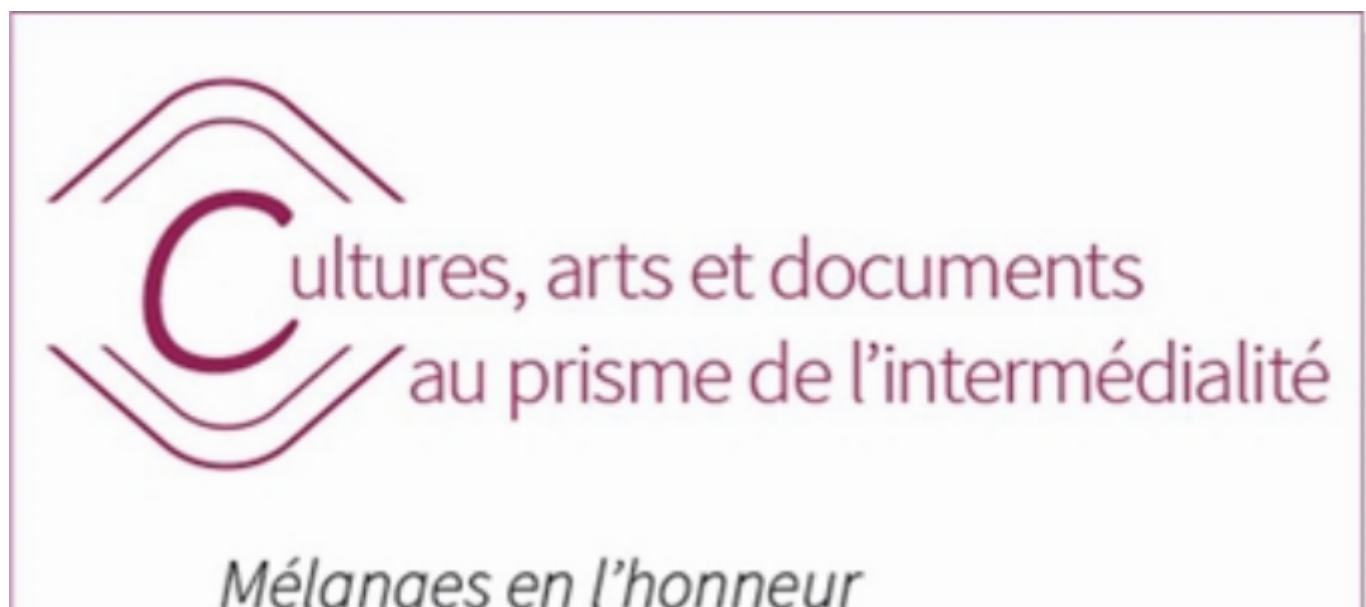 Cultures, arts et documents
au prisme de l’intermédialité
Mélanges en l’honneur